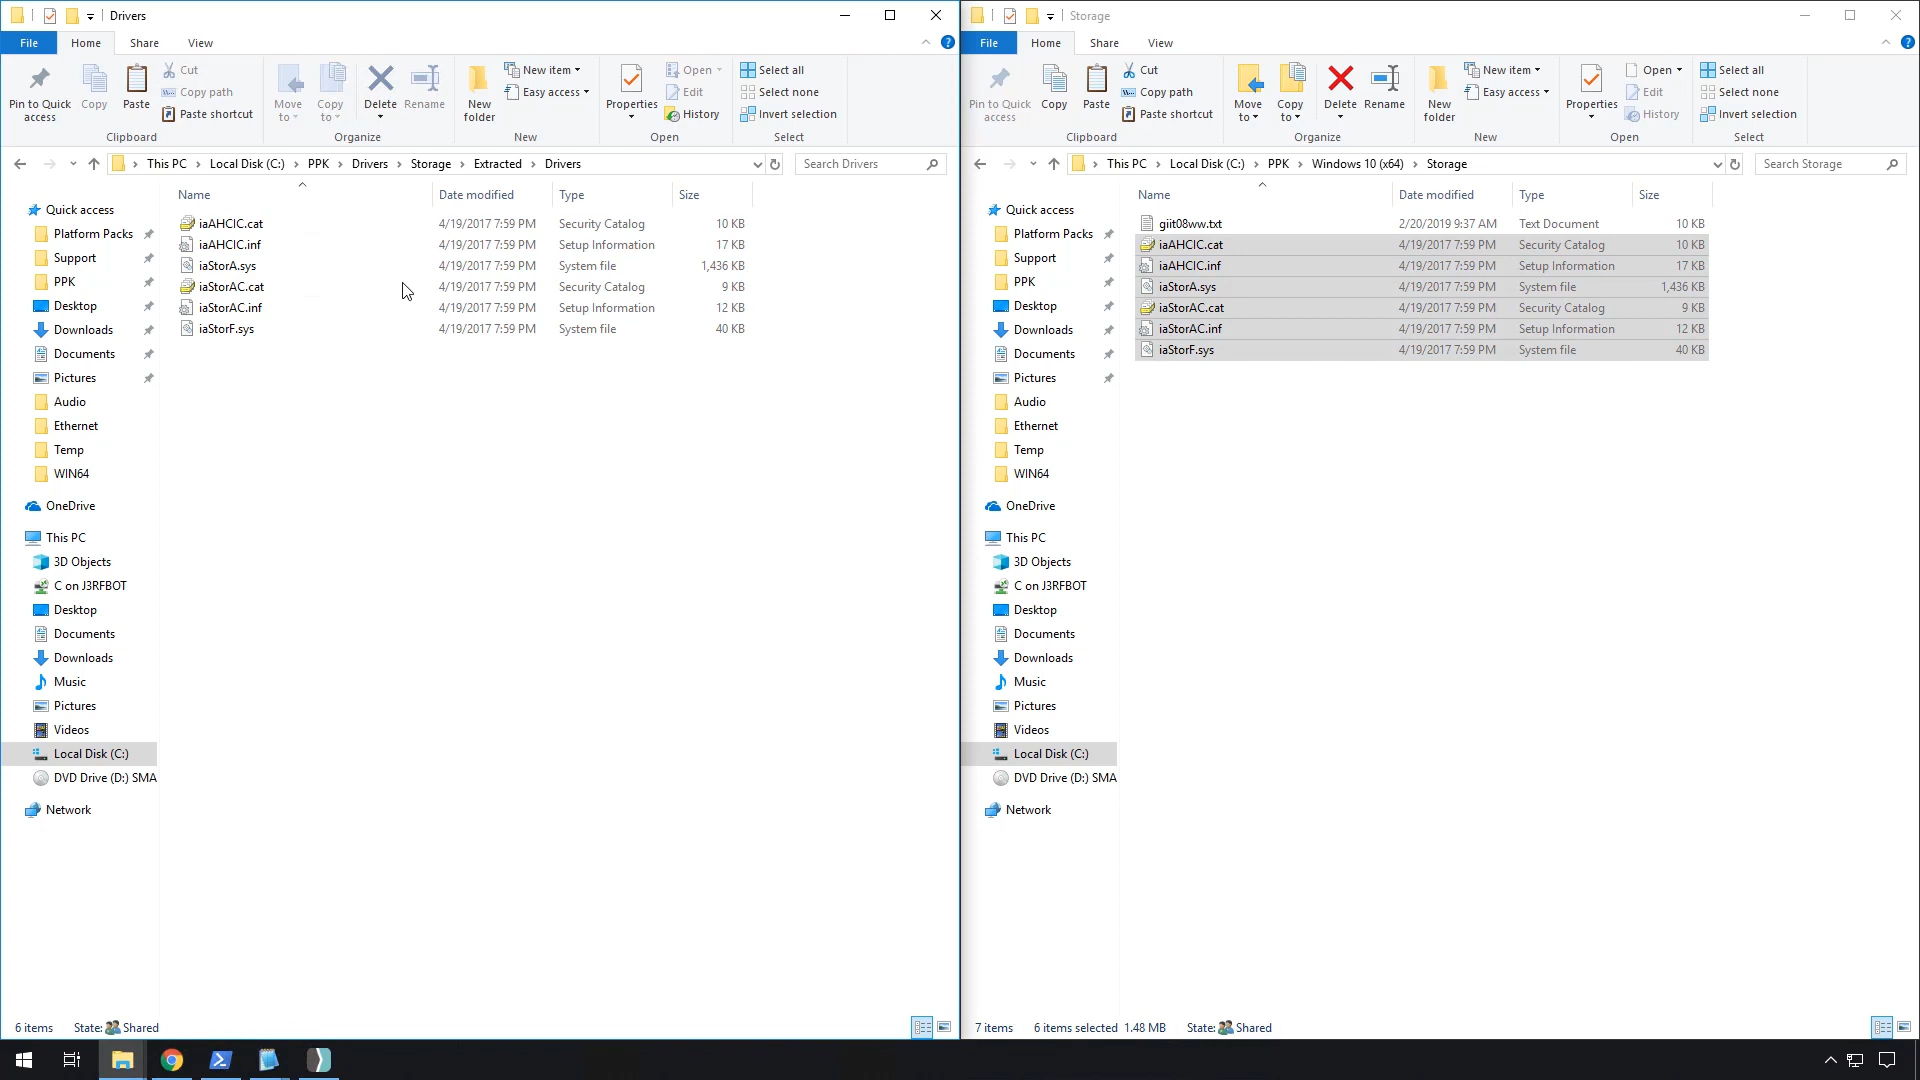 Drivers
File Home Share View
Pin to Quick access
Copy
Paste
Cut
Copy path
Paste shortcut
Clipboard
Move to
Copy to
Delete
Rename
Organize
New folder
New item
Easy access
New
Properties
Open
Edit
History
Open
Select all
Select none
Invert selection
Select
This PC > Local Disk (C:) > PPK > Drivers > Storage > Extracted > Drivers
Search Drivers
Name Date modified Type Size
iaAHCIC.cat 4/19/2017 7:59 PM Security Catalog 10 KB
iaAHCIC.inf 4/19/2017 7:59 PM Setup Information 17 KB
iaStorA.sys 4/19/2017 7:59 PM System file 1,436 KB
iaStorAC.cat 4/19/2017 7:59 PM Security Catalog 9 KB
iaStorAC.inf 4/19/2017 7:59 PM Setup Information 12 KB
iaStorF.sys 4/19/2017 7:59 PM System file 40 KB
Quick access
Platform Packs
Support
PPK
Desktop
Downloads
Documents
Pictures
Audio
Ethernet
Temp
WIN64
OneDrive
This PC
3D Objects
C on J3RFBOT
Desktop
Documents
Downloads
Music
Pictures
Videos
Local Disk (C:)
DVD Drive (D:) SMA
Network
6 items State: Shared
Storage
File Home Share View
Pin to Quick access
Copy
Paste
Cut
Copy path
Paste shortcut
Clipboard
Move to
Copy to
Delete
Rename
Organize
New folder
New item
Easy access
New
Properties
Open
Edit
History
Open
Select all
Select none
Invert selection
Select
This PC > Local Disk (C:) > PPK > Windows 10 (x64) > Storage
Search Storage
Name Date modified Type Size
giit08ww.txt 2/20/2019 9:37 AM Text Document 10 KB
iaAHCIC.cat 4/19/2017 7:59 PM Security Catalog 10 KB
iaAHCIC.inf 4/19/2017 7:59 PM Setup Information 17 KB
iaStorA.sys 4/19/2017 7:59 PM System file 1,436 KB
iaStorAC.cat 4/19/2017 7:59 PM Security Catalog 9 KB
iaStorAC.inf 4/19/2017 7:59 PM Setup Information 12 KB
iaStorF.sys 4/19/2017 7:59 PM System file 40 KB
Quick access
Platform Packs
Support
PPK
Desktop
Downloads
Documents
Pictures
Audio
Ethernet
Temp
WIN64
OneDrive
This PC
3D Objects
C on J3RFBOT
Desktop
Documents
Downloads
Music
Pictures
Videos
Local Disk (C:)
DVD Drive (D:) SMA
Network
7 items 6 items selected 1.48 MB State: Shared